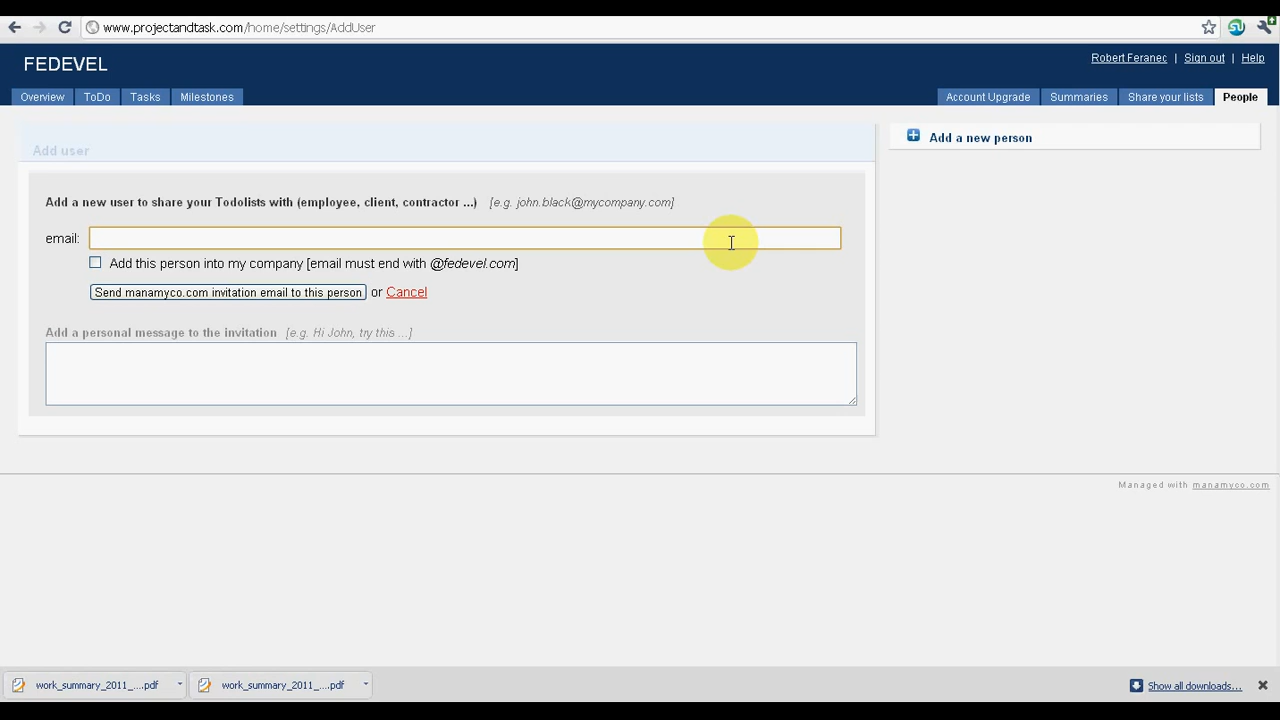 www.projectandtask.com/home/settings/AddUser
FEDEVEL
Robert Feranec | Sign out | Help
Overview ToDo Tasks Milestones
Account Upgrade Summaries Share your lists People
Add user
Add a new person
Add a new user to share your Todolists with (employee, client, contractor ...) [e.g. john.black@mycompany.com]
email:
Add this person into my company [email must end with @fedevel.com]
Send manamyco.com invitation email to this person or Cancel
Add a personal message to the invitation [e.g. Hi John, try this ...]
Managed with manamyco.com
work_summary_2011_....pdf work_summary_2011_....pdf Show all downloads...